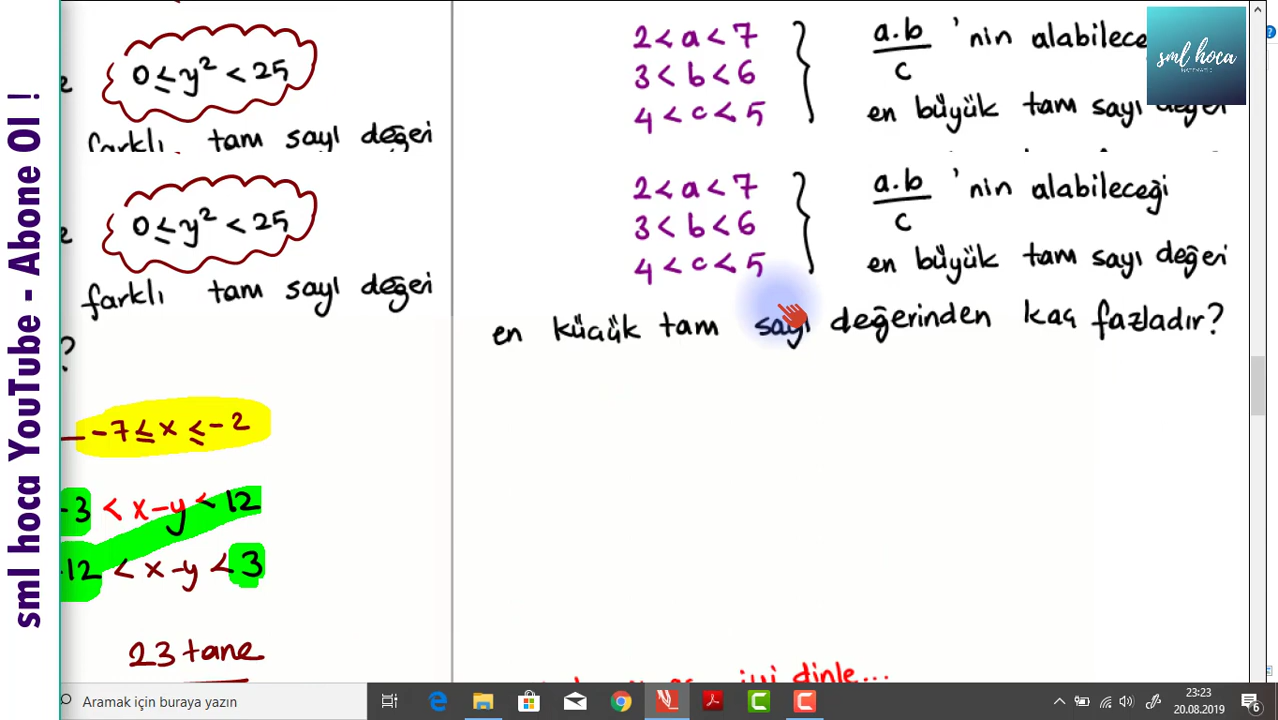 sml hoca YouTube - Abone Ol !
0 ≤ y² < 25
farklı tam sayı değeri
0 ≤ y² < 25
farklı tam sayı değeri
?
-7 ≤ x ≤ -2
-3 < x-y < 12
-12 < x-y < 3
23 tane
2 < a < 7
3 < b < 6
4 < c < 5
a.b / c 'nin alabilece
en büyük tam sayı değeri
sml hoca
MATEMATİK
2 < a < 7
3 < b < 6
4 < c < 5
a.b / c 'nin alabileceği
en büyük tam sayı değeri
en küçük tam sayı değerinden kaç fazladır?
iyi dinle...
Aramak için buraya yazın
23:23
20.08.2019
6